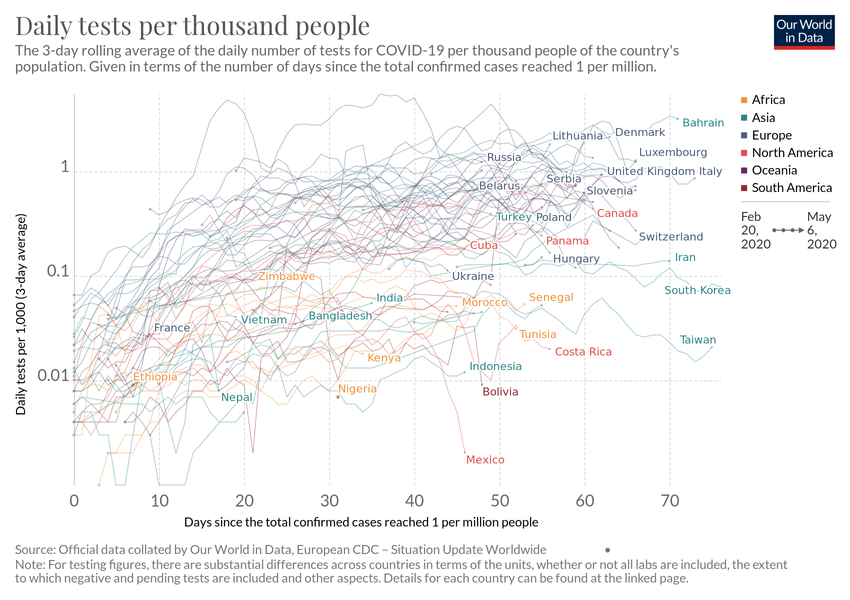 Daily tests per thousand people
Our World
in Data
The 3-day rolling average of the daily number of tests for COVID-19 per thousand people of the country's
population. Given in terms of the number of days since the total confirmed cases reached 1 per million.
Africa
Asia
Europe
North America
Oceania
South America
Feb
20,
2020
May
6,
2020
Daily tests per 1,000 (3-day average)
1
0.1
0.01
Bahrain
Lithuania
Denmark
Luxembourg
Russia
United Kingdom
Italy
Serbia
Belarus
Slovenia
Turkey
Poland
Canada
Switzerland
Panama
Cuba
Hungary
Iran
Zimbabwe
Ukraine
South Korea
India
Morocco
Senegal
Vietnam
Bangladesh
France
Tunisia
Taiwan
Costa Rica
Kenya
Indonesia
Ethiopia
Nigeria
Bolivia
Nepal
Mexico
0
10
20
30
40
50
60
70
Days since the total confirmed cases reached 1 per million people
Source: Official data collated by Our World in Data, European CDC – Situation Update Worldwide
Note: For testing figures, there are substantial differences across countries in terms of the units, whether or not all labs are included, the extent
to which negative and pending tests are included and other aspects. Details for each country can be found at the linked page.